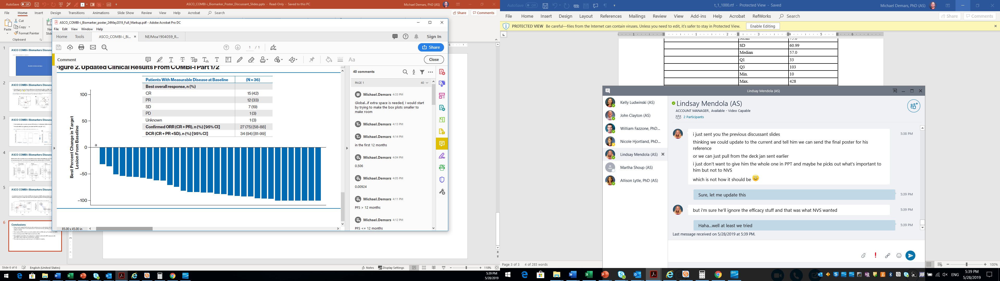 AutoSave Off
ASCO_COMBI-i_Biomarker_Poster_Discussant_Slides.pptx - Read-Only - Saved to this PC
Michael Demars, PhD (AS)
File Home Insert Design Transitions Animations Slide Show Review View Help Acrobat Search
Share Comments
Paste
Cut
Copy
Format Painter
Clipboard
1
ASCO COMBI-i Biomarkers Discuss
2
ASCO COMBI-i Biomarkers Discuss
3
ASCO COMBI-i Biomarkers Discuss
4
ASCO COMBI-i Biomarkers Discuss
5
ASCO COMBI-i Biomarkers Discuss
6
Conclusions
Slide 6 of 6 English (United States)
Notes Display Settings 110%
ASCO_COMBI-i_Biomarker_poster_24May2019_Full_Markup.pdf - Adobe Acrobat Pro DC
File Edit View Window Help
Home Tools ASCO_COMBI-i_Bi... NEJMoa1904059_R... Sign In
1 / 1
Share
Comment
Close
Figure 2. Updated Clinical Results From COMBI-i Part 1/2
Patients With Measurable Disease at Baseline (N = 36)
Best overall response, n (%)
CR 15 (42)
PR 12 (33)
SD 7 (19)
PD 1 (3)
Unknown 1 (3)
Confirmed ORR (CR + PR), n (%) [95% CI] 27 (75) [58-88]
DCR (CR + PR +SD), n (%) [95% CI] 34 (94) [81-99]
Best Percent Change in Target
Lesion From Baseline
100
50
0
−50
−100
a
85.00 x 45.00 in
40 comments
PAGE 1 40
Michael.Demars 4:33 PM
Global...if extra space is needed, I would start
by trying to make the box plots smaller to
make room
Michael.Demars 4:13 PM
Michael.Demars 4:14 PM
in the first 12 months
Michael.Demars 4:04 PM
0.506
Michael.Demars 4:05 PM
0.00924
Michael.Demars 4:11 PM
PFS > 12 months
Michael.Demars 4:12 PM
PFS <= 12 months
5:39 PM
5/28/2019
AutoSave Off
t_1_1000.rtf - Protected View - Saved
Michael Demars, PhD (AS)
File Home Insert Design Layout References Mailings Review View Add-ins Help Acrobat RefWorks Search
Share Comments
PROTECTED VIEW Be careful—files from the Internet can contain viruses. Unless you need to edit, it's safer to stay in Protected View. Enable Editing
Mean 75.8
SD 60.99
Median 57.0
Q1 33
Q3 103
Min. 10
Max. 428
Lindsay Mendola (AS)
Kelly Ludwinski (AS)
John Clayton (AS)
William Fazzone, PhD...
Nicole Hjortland, PhD...
Lindsay Mendola (AS)
Martha Shoup (AS)
Allison Lytle, PhD (AS)
Lindsay Mendola (AS)
ACCOUNT MANAGER, Available - Video Capable
2 Participants
i just sent you the previous discussant slides 5:38 PM
thinking we could update to the current and tell him we can send the final poster for his
reference
or we can just pull from the deck jan sent earlier
i just don't want to give him the whole one in PPT and maybe he picks out what's important to
him but not to NVS
which is not how it should be
Sure, let me update this 5:39 PM
but i'm sure he'll ignore the efficacy stuff and that was what NVS wanted 5:39 PM
Haha...well at least we tried 5:39 PM
Last message received on 5/28/2019 at 5:39 PM.
Page 3 of 3 4 of 285 words
100%
ENG
5:39 PM
5/28/2019